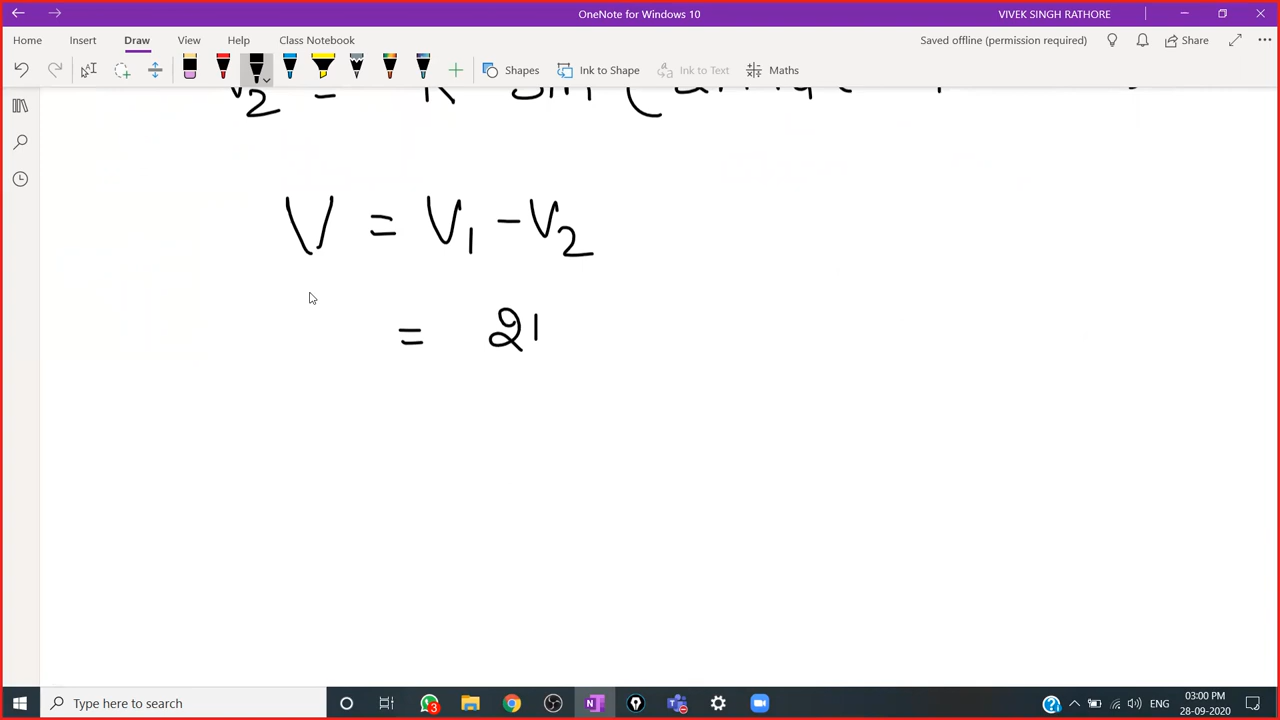 OneNote for Windows 10
VIVEK SINGH RATHORE
Home Insert Draw View Help Class Notebook
Saved offline (permission required) Share
Shapes Ink to Shape Ink to Text Maths
V = V1 - V2
= 21
Type here to search
3
ENG
03:00 PM
28-09-2020